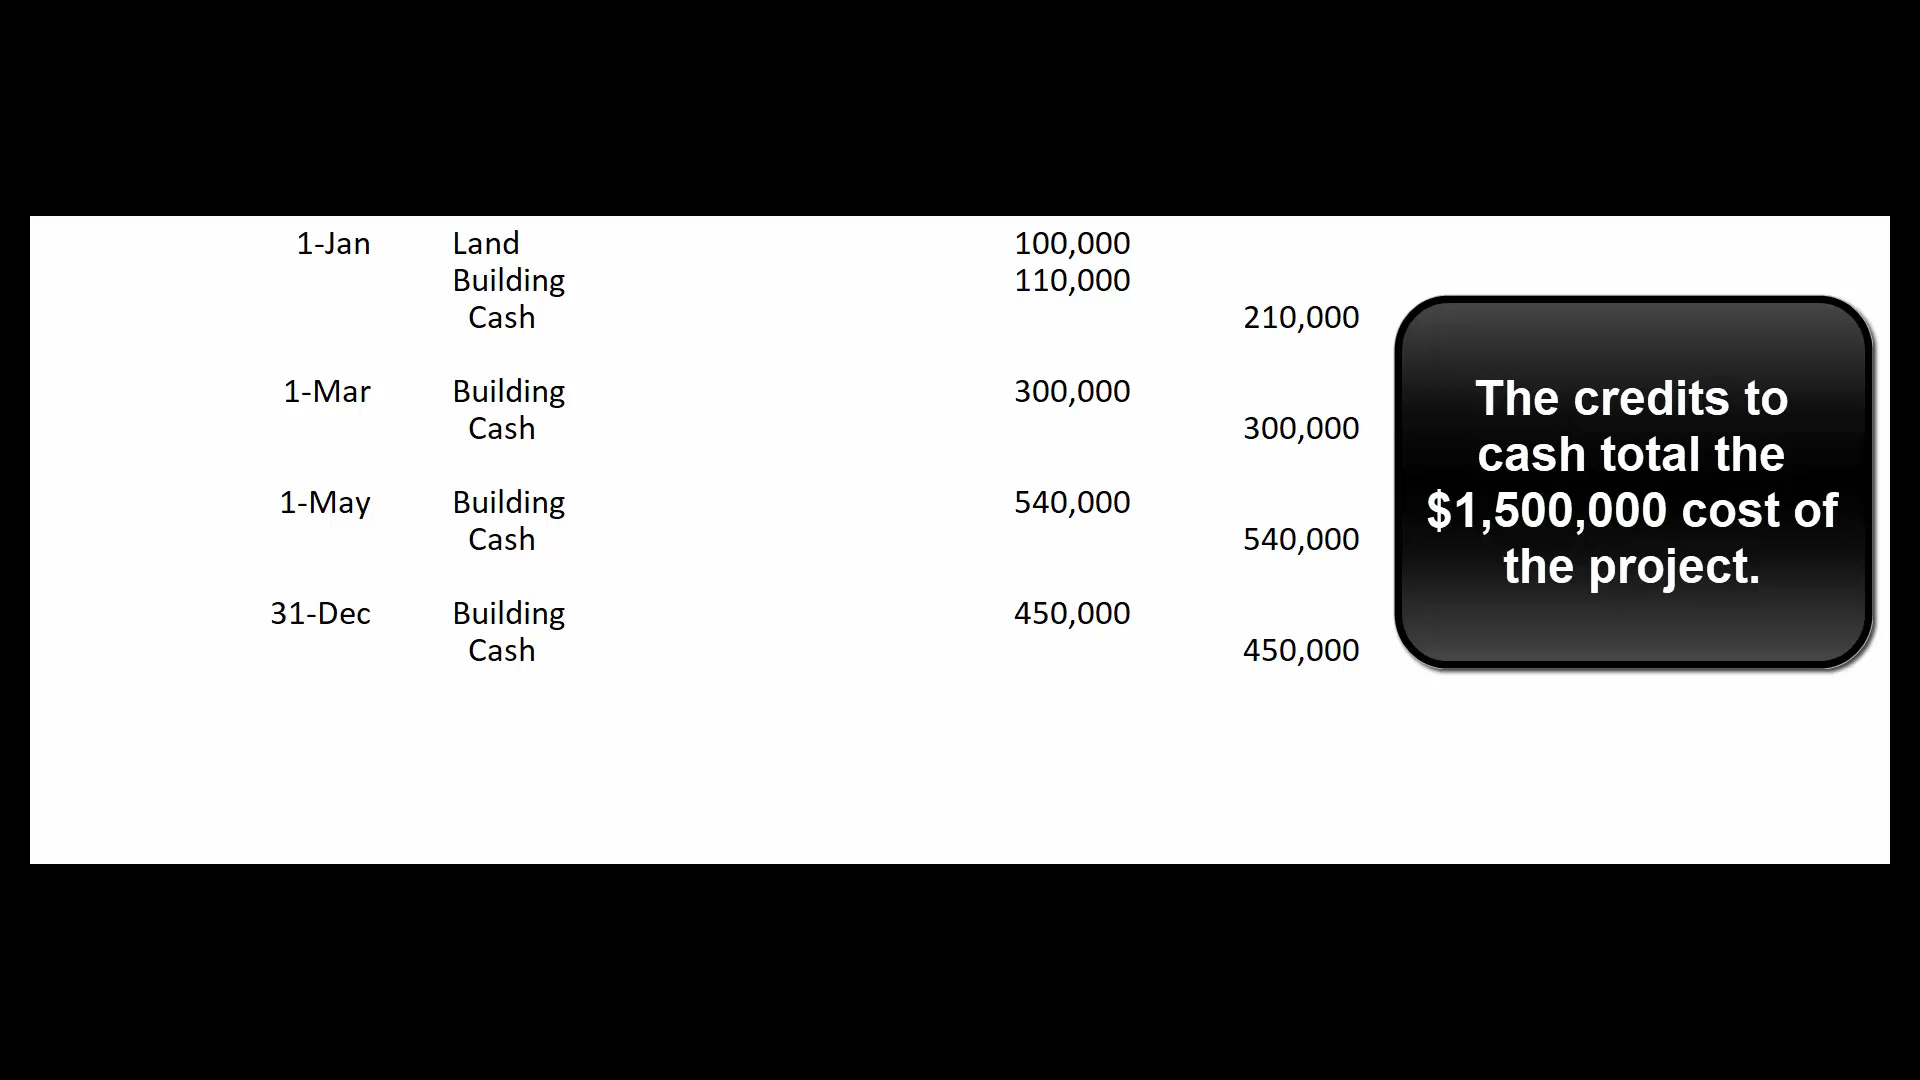 1-Jan Land 100,000
Building 110,000
Cash 210,000
1-Mar Building 300,000
Cash 300,000
1-May Building 540,000
Cash 540,000
31-Dec Building 450,000
Cash 450,000
The credits to
cash total the
$1,500,000 cost of
the project.